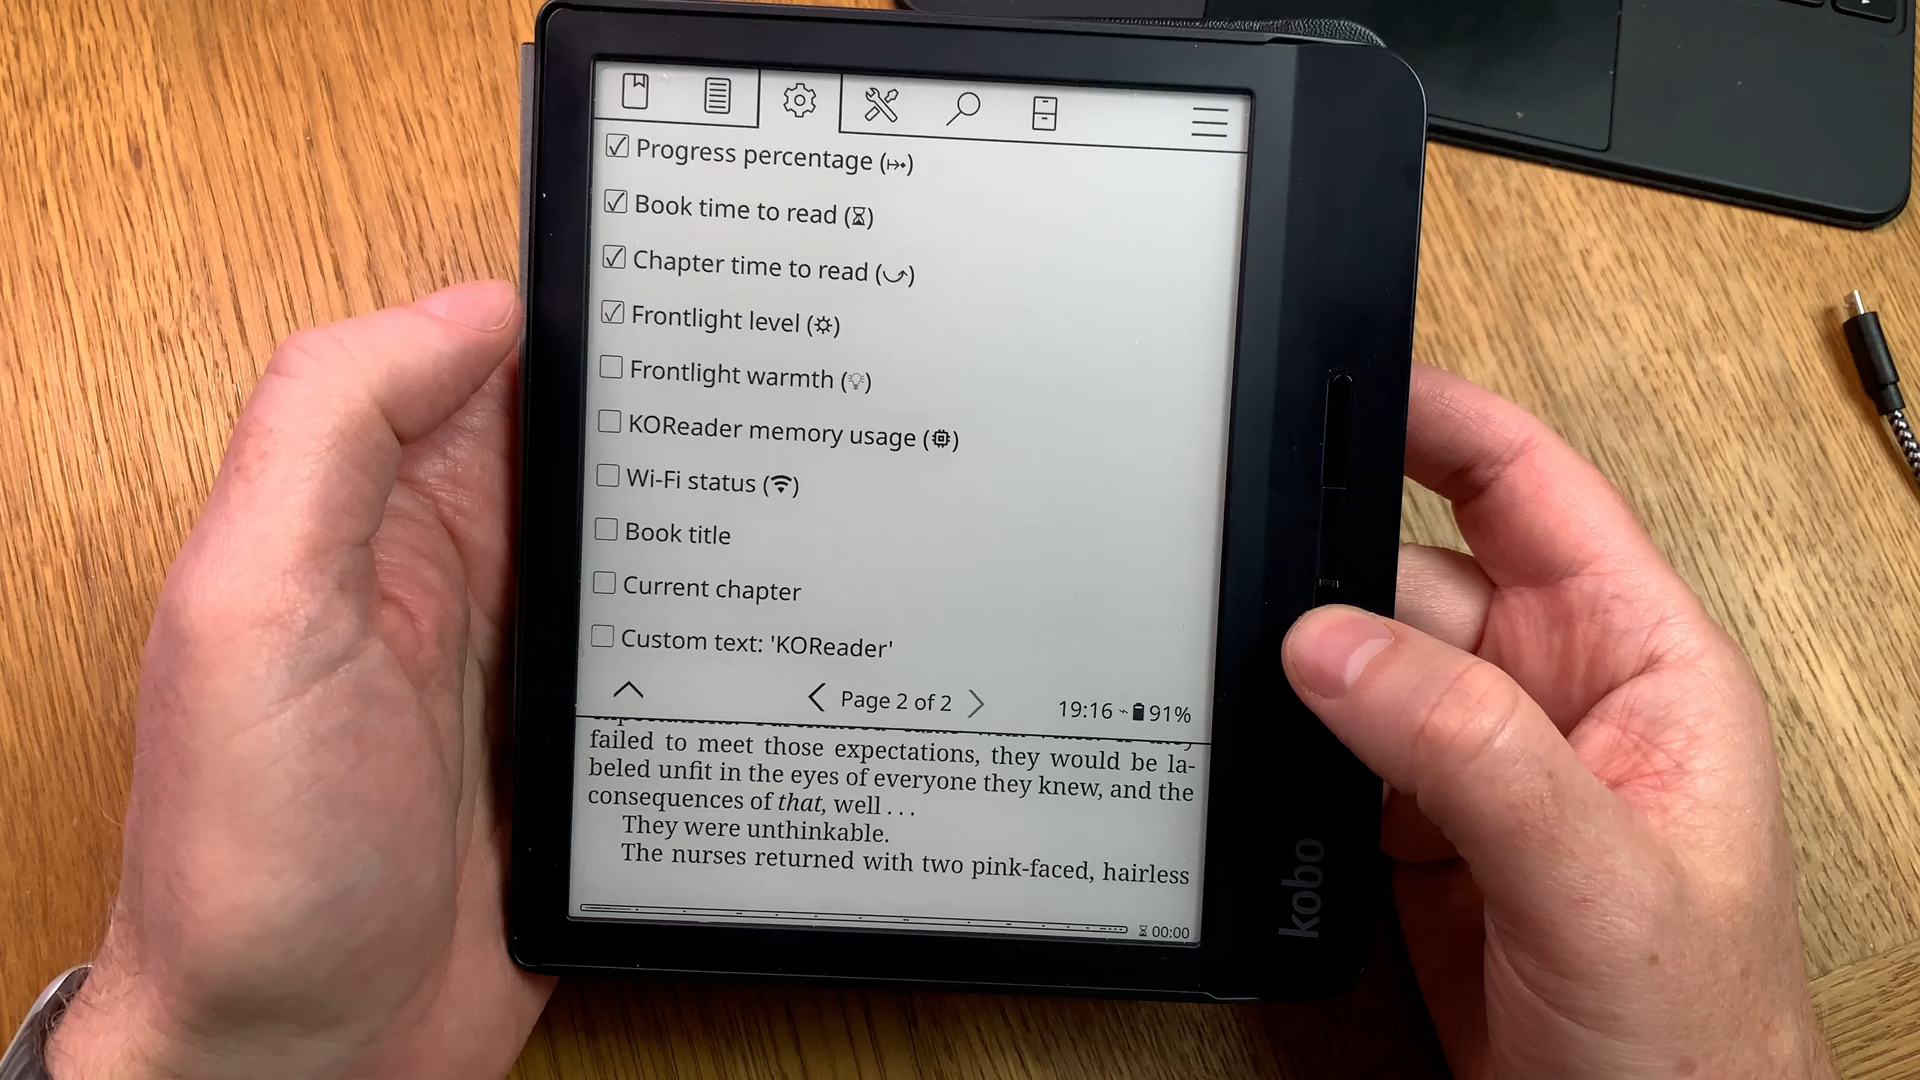 Progress percentage (↦)
Book time to read (⏳)
Chapter time to read (⤻)
Frontlight level (☼)
Frontlight warmth (💡)
KOReader memory usage ()
Wi-Fi status ()
Book title
Current chapter
Custom text: 'KOReader'
Page 2 of 2
19:16 91%
failed to meet those expectations, they would be la-
beled unfit in the eyes of everyone they knew, and the
consequences of that, well . . .
They were unthinkable.
The nurses returned with two pink-faced, hairless
00:00
kobo